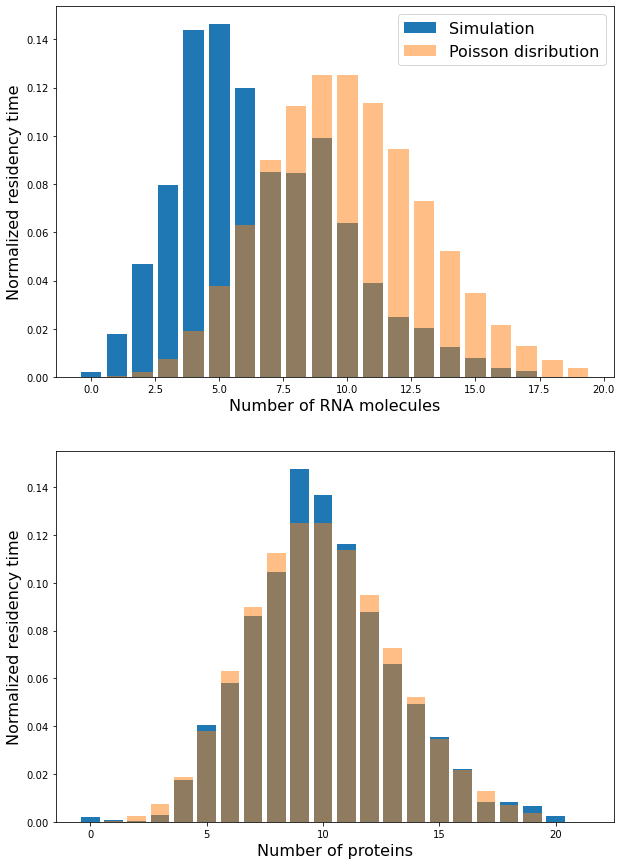 Simulation
Poisson disribution
Normalized residency time
0.14
0.12
0.10
0.08
0.06
0.04
0.02
0.00
0.0 2.5 5.0 7.5 10.0 12.5 15.0 17.5 20.0
Number of RNA molecules
Normalized residency time
0.14
0.12
0.10
0.08
0.06
0.04
0.02
0.00
0 5 10 15 20
Number of proteins